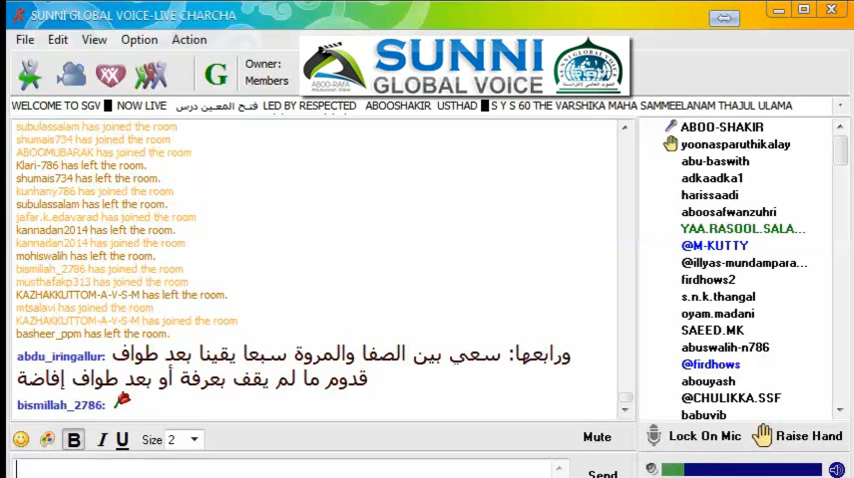 SUNNI GLOBAL VOICE-LIVE CHARCHA
File Edit View Option Action
G Owner:
Members
ABOO-RAFA
SUNNI
GLOBAL VOICE
WELCOME TO SGV NOW LIVE فتح المعين درس LED BY RESPECTED ABOOSHAKIR USTHAD S Y S 60 THE VARSHIKA MAHA SAMMEELANAM THAJUL ULAMA
subulassalam has joined the room
shumais734 has joined the room
ABOOMUBARAK has joined the room
Klari-786 has left the room.
shumais734 has left the room.
kunhany786 has joined the room
subulassalam has left the room.
jafar.k.edavarad has joined the room
kannadan2014 has left the room.
kannadan2014 has joined the room
mohiswalih has left the room.
bismillah_2786 has joined the room
musthafakp313 has joined the room
KAZHAKKUTTOM-A-V-S-M has left the room.
mtsalavi has joined the room
KAZHAKKUTTOM-A-V-S-M has joined the room
basheer_ppm has left the room.
abdu_iringallur: ورابعها: سعي بين الصفا والمروة سبعا يقينا بعد طواف
قدوم ما لم يقف بعرفة أو بعد طواف إفاضة
bismillah_2786:
ABOO-SHAKIR
yoonasparuthikalay
abu-baswith
adkaadka1
harissaadi
aboosafwanzuhri
YAA.RASOOL.SALA...
@M-KUTTY
@illyas-mundampara...
firdhows2
s.n.k.thangal
oyam.madani
SAEED.MK
abuswalih-n786
@firdhows
abouyash
@CHULIKKA.SSF
babuvib
B I U Size 2 Mute
Lock On Mic Raise Hand
Send